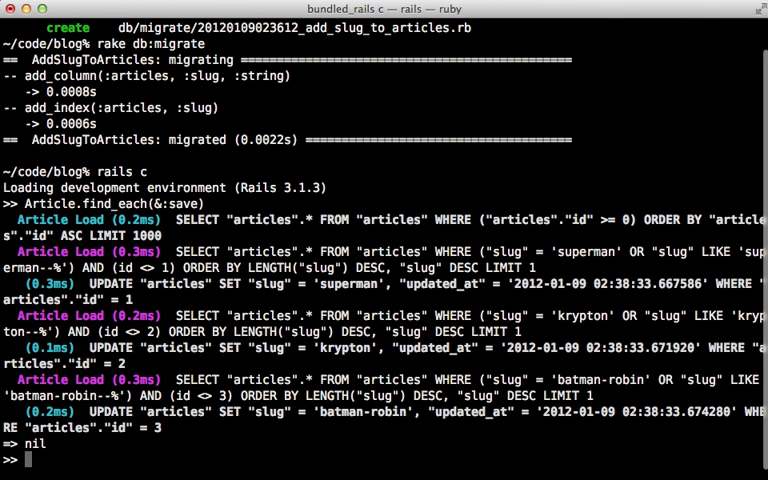 bundled_rails c — rails — ruby
create db/migrate/20120109023612_add_slug_to_articles.rb
~/code/blog% rake db:migrate
== AddSlugToArticles: migrating ==============================================
-- add_column(:articles, :slug, :string)
-> 0.0008s
-- add_index(:articles, :slug)
-> 0.0006s
== AddSlugToArticles: migrated (0.0022s) =====================================
~/code/blog% rails c
Loading development environment (Rails 3.1.3)
>> Article.find_each(&:save)
Article Load (0.2ms) SELECT "articles".* FROM "articles" WHERE ("articles"."id" >= 0) ORDER BY "article
s"."id" ASC LIMIT 1000
Article Load (0.3ms) SELECT "articles".* FROM "articles" WHERE ("slug" = 'superman' OR "slug" LIKE 'sup
erman--%') AND (id <> 1) ORDER BY LENGTH("slug") DESC, "slug" DESC LIMIT 1
(0.3ms) UPDATE "articles" SET "slug" = 'superman', "updated_at" = '2012-01-09 02:38:33.667586' WHERE "
articles"."id" = 1
Article Load (0.2ms) SELECT "articles".* FROM "articles" WHERE ("slug" = 'krypton' OR "slug" LIKE 'kryp
ton--%') AND (id <> 2) ORDER BY LENGTH("slug") DESC, "slug" DESC LIMIT 1
(0.1ms) UPDATE "articles" SET "slug" = 'krypton', "updated_at" = '2012-01-09 02:38:33.671920' WHERE "a
rticles"."id" = 2
Article Load (0.3ms) SELECT "articles".* FROM "articles" WHERE ("slug" = 'batman-robin' OR "slug" LIKE
'batman-robin--%') AND (id <> 3) ORDER BY LENGTH("slug") DESC, "slug" DESC LIMIT 1
(0.2ms) UPDATE "articles" SET "slug" = 'batman-robin', "updated_at" = '2012-01-09 02:38:33.674280' WHE
RE "articles"."id" = 3
=> nil
>>